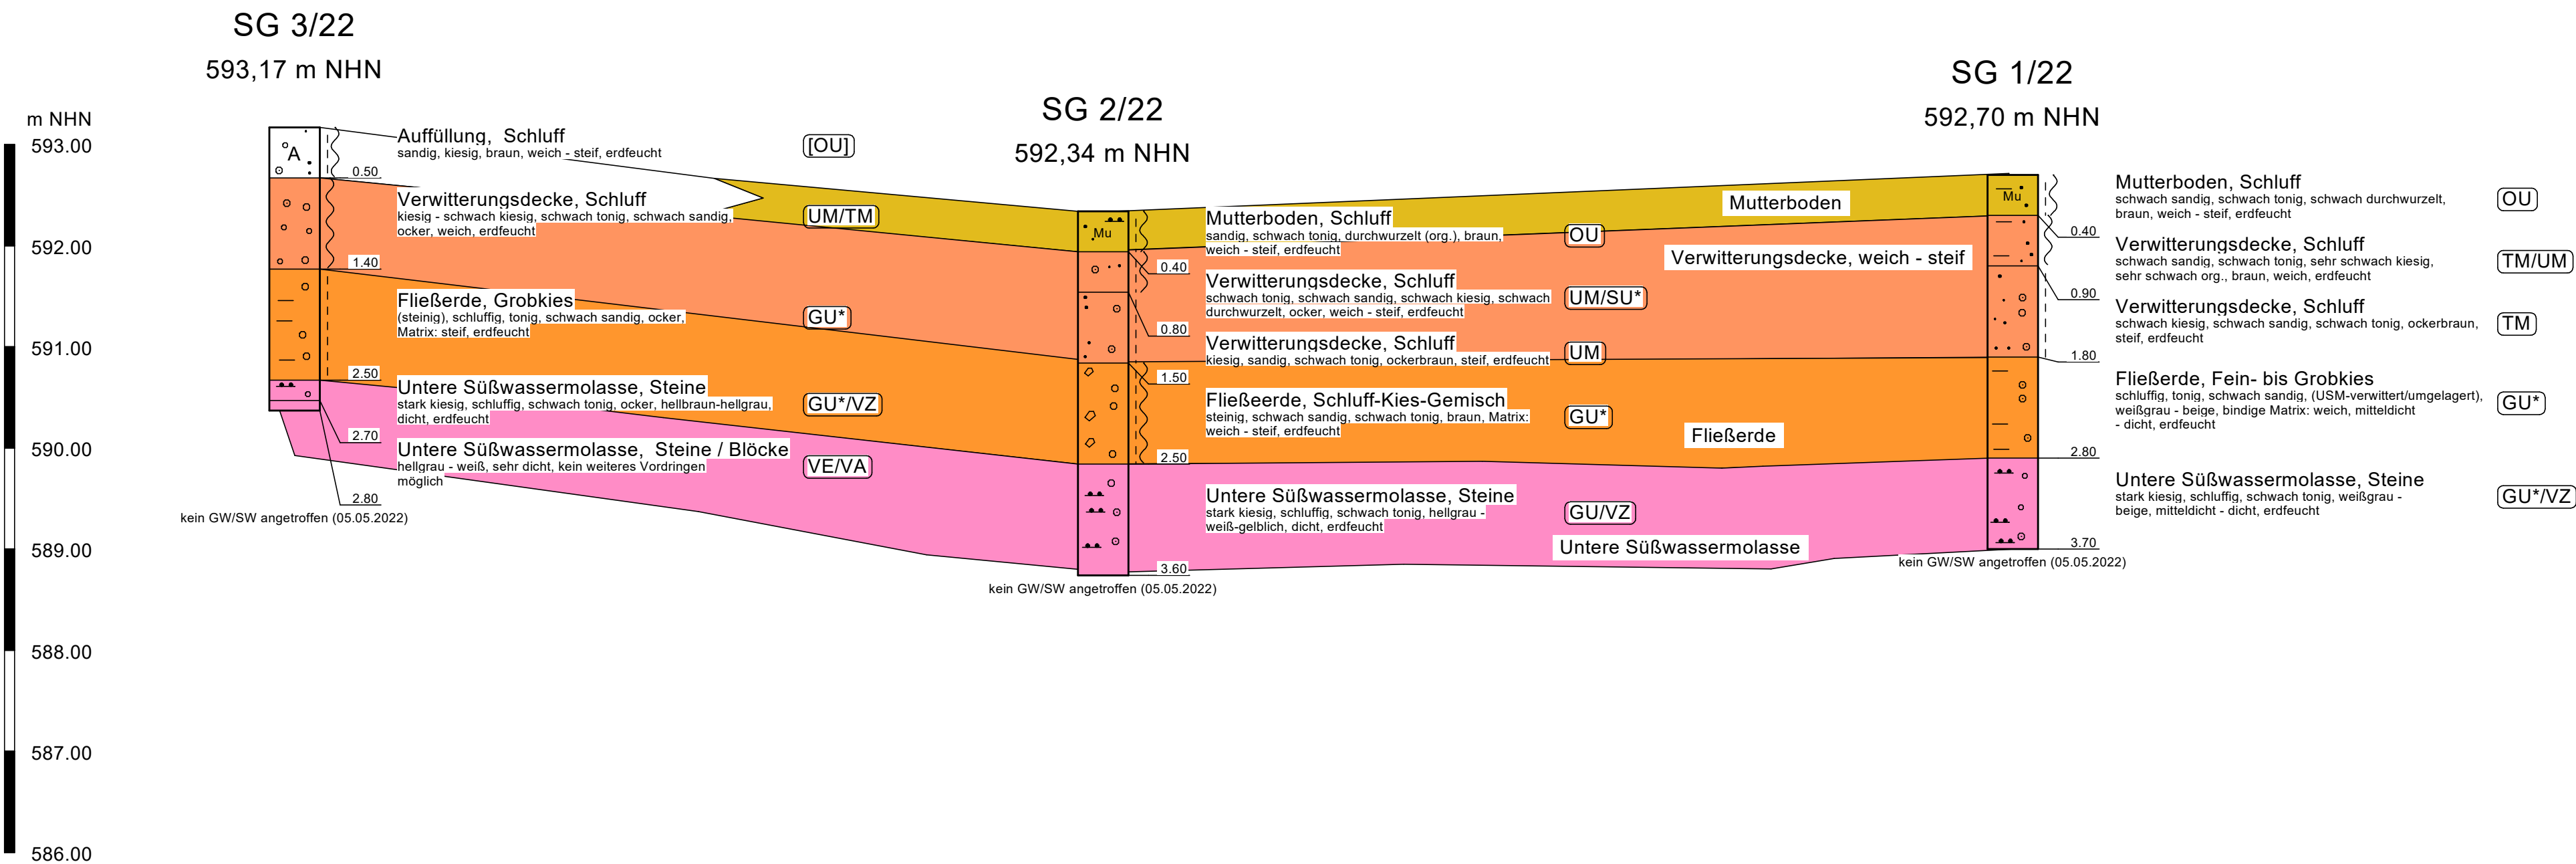 SG 3/22
593,17 m NHN
SG 2/22
592,34 m NHN
SG 1/22
592,70 m NHN
m NHN
593.00
592.00
591.00
590.00
589.00
588.00
587.00
586.00
A
0.50
1.40
2.50
2.70
2.80
kein GW/SW angetroffen (05.05.2022)
Auffüllung, Schluff
sandig, kiesig, braun, weich - steif, erdfeucht
[OU]
Verwitterungsdecke, Schluff
kiesig - schwach kiesig, schwach tonig, schwach sandig,
ocker, weich, erdfeucht
UM/TM
Fließerde, Grobkies
(steinig), schluffig, tonig, schwach sandig, ocker,
Matrix: steif, erdfeucht
GU*
Untere Süßwassermolasse, Steine
stark kiesig, schluffig, schwach tonig, ocker, hellbraun-hellgrau,
dicht, erdfeucht
GU*/VZ
Untere Süßwassermolasse, Steine / Blöcke
hellgrau - weiß, sehr dicht, kein weiteres Vordringen
möglich
VE/VA
Mu
0.40
0.80
1.50
2.50
3.60
kein GW/SW angetroffen (05.05.2022)
Mutterboden, Schluff
sandig, schwach tonig, durchwurzelt (org.), braun,
weich - steif, erdfeucht
OU
Verwitterungsdecke, Schluff
schwach tonig, schwach sandig, schwach kiesig, schwach
durchwurzelt, ocker, weich - steif, erdfeucht
UM/SU*
Verwitterungsdecke, Schluff
kiesig, sandig, schwach tonig, ockerbraun, steif, erdfeucht
UM
Fließeerde, Schluff-Kies-Gemisch
steinig, schwach sandig, schwach tonig, braun, Matrix:
weich - steif, erdfeucht
GU*
Untere Süßwassermolasse, Steine
stark kiesig, schluffig, schwach tonig, hellgrau -
weiß-gelblich, dicht, erdfeucht
GU/VZ
Mutterboden
Verwitterungsdecke, weich - steif
Fließerde
Untere Süßwassermolasse
Mu
0.40
0.90
1.80
2.80
3.70
kein GW/SW angetroffen (05.05.2022)
Mutterboden, Schluff
schwach sandig, schwach tonig, schwach durchwurzelt,
braun, weich - steif, erdfeucht
OU
Verwitterungsdecke, Schluff
schwach sandig, schwach tonig, sehr schwach kiesig,
sehr schwach org., braun, weich, erdfeucht
TM/UM
Verwitterungsdecke, Schluff
schwach kiesig, schwach sandig, schwach tonig, ockerbraun,
steif, erdfeucht
TM
Fließerde, Fein- bis Grobkies
schluffig, tonig, schwach sandig, (USM-verwittert/umgelagert),
weißgrau - beige, bindige Matrix: weich, mitteldicht
- dicht, erdfeucht
GU*
Untere Süßwassermolasse, Steine
stark kiesig, schluffig, schwach tonig, weißgrau -
beige, mitteldicht - dicht, erdfeucht
GU*/VZ